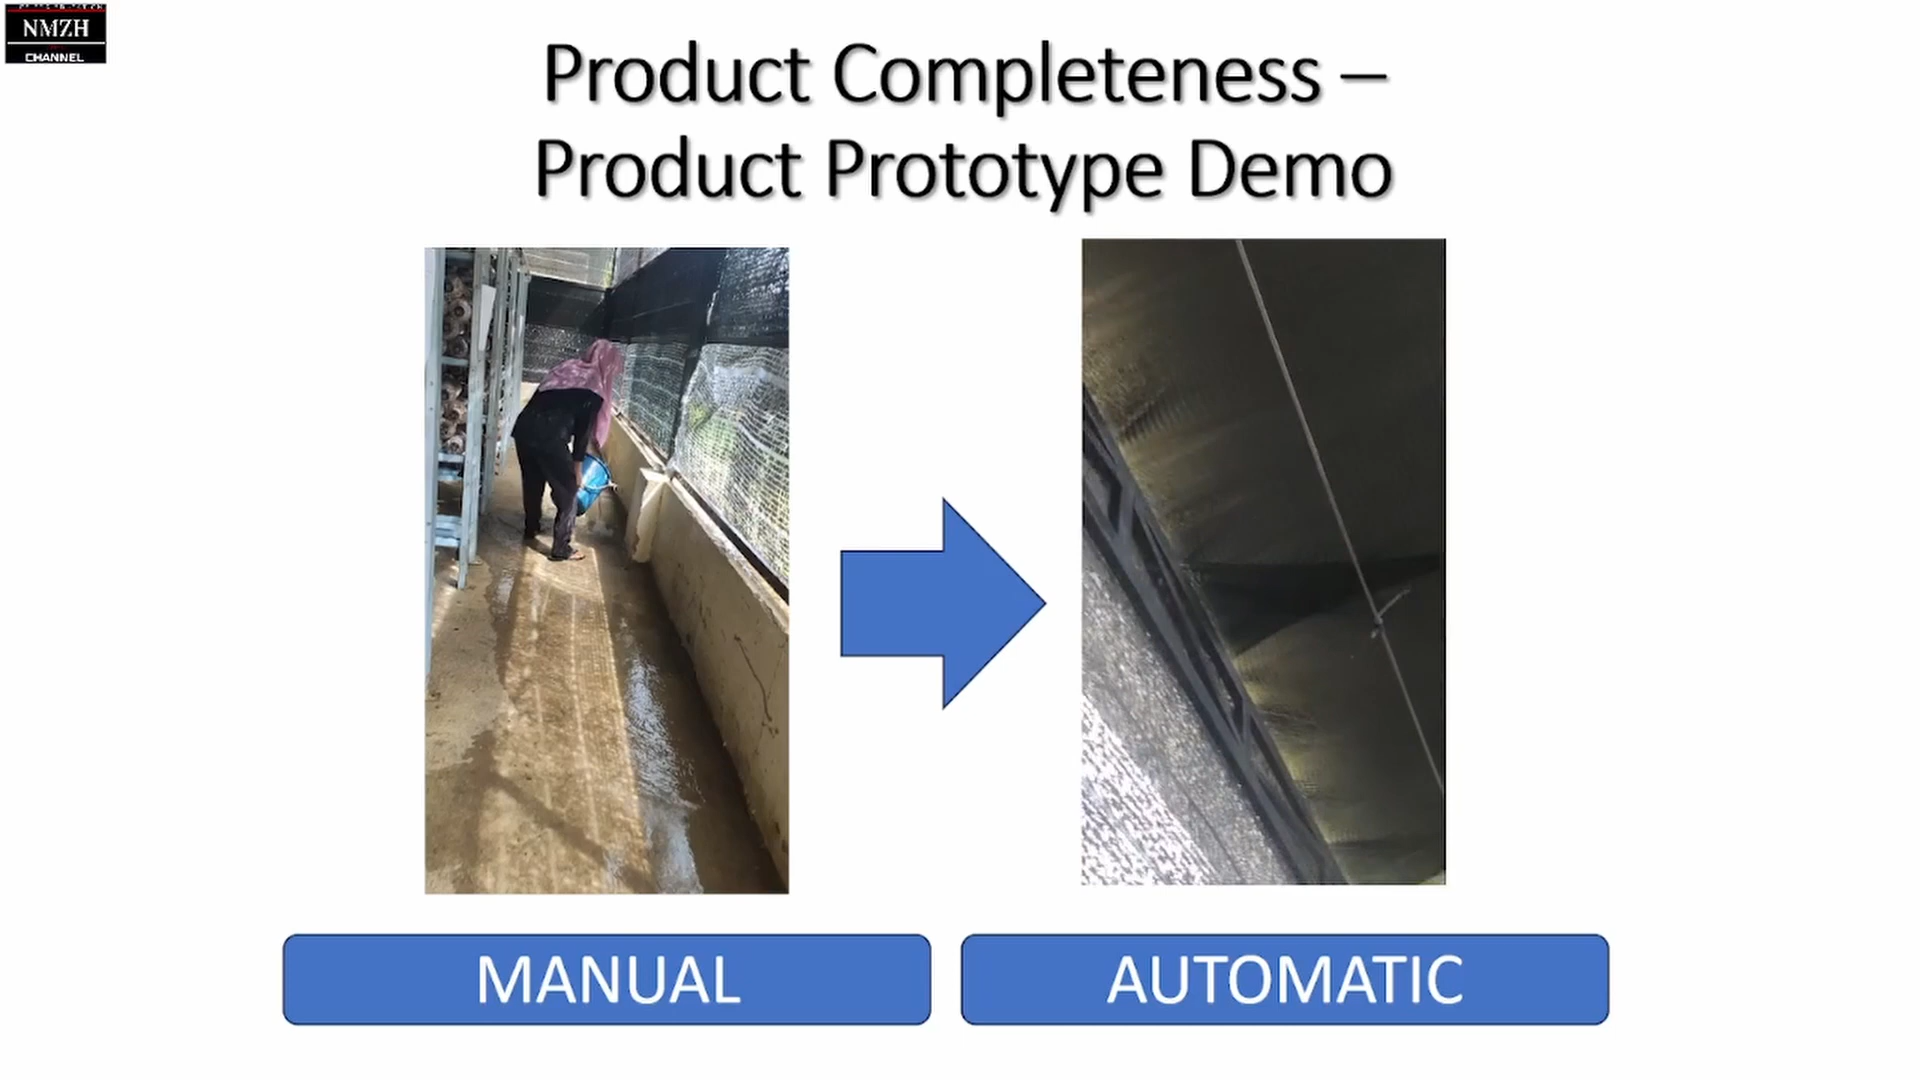 NMZH
CHANNEL
Product Completeness –
Product Prototype Demo
MANUAL
AUTOMATIC